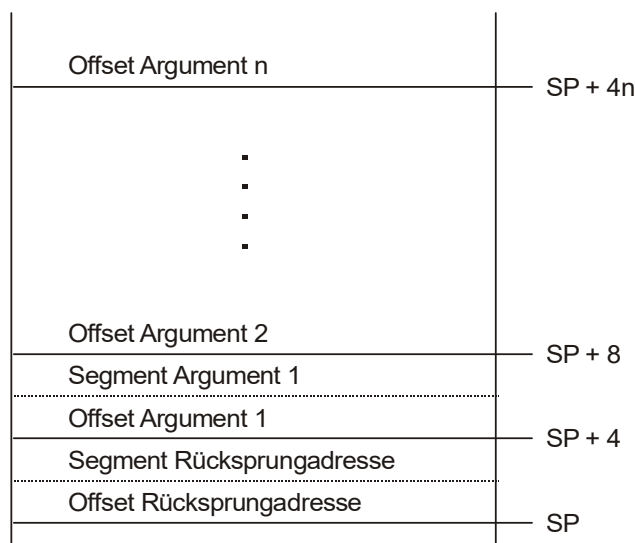 Offset Argument n
SP + 4n
Offset Argument 2
SP + 8
Segment Argument 1
Offset Argument 1
SP + 4
Segment Rücksprungadresse
Offset Rücksprungadresse
SP